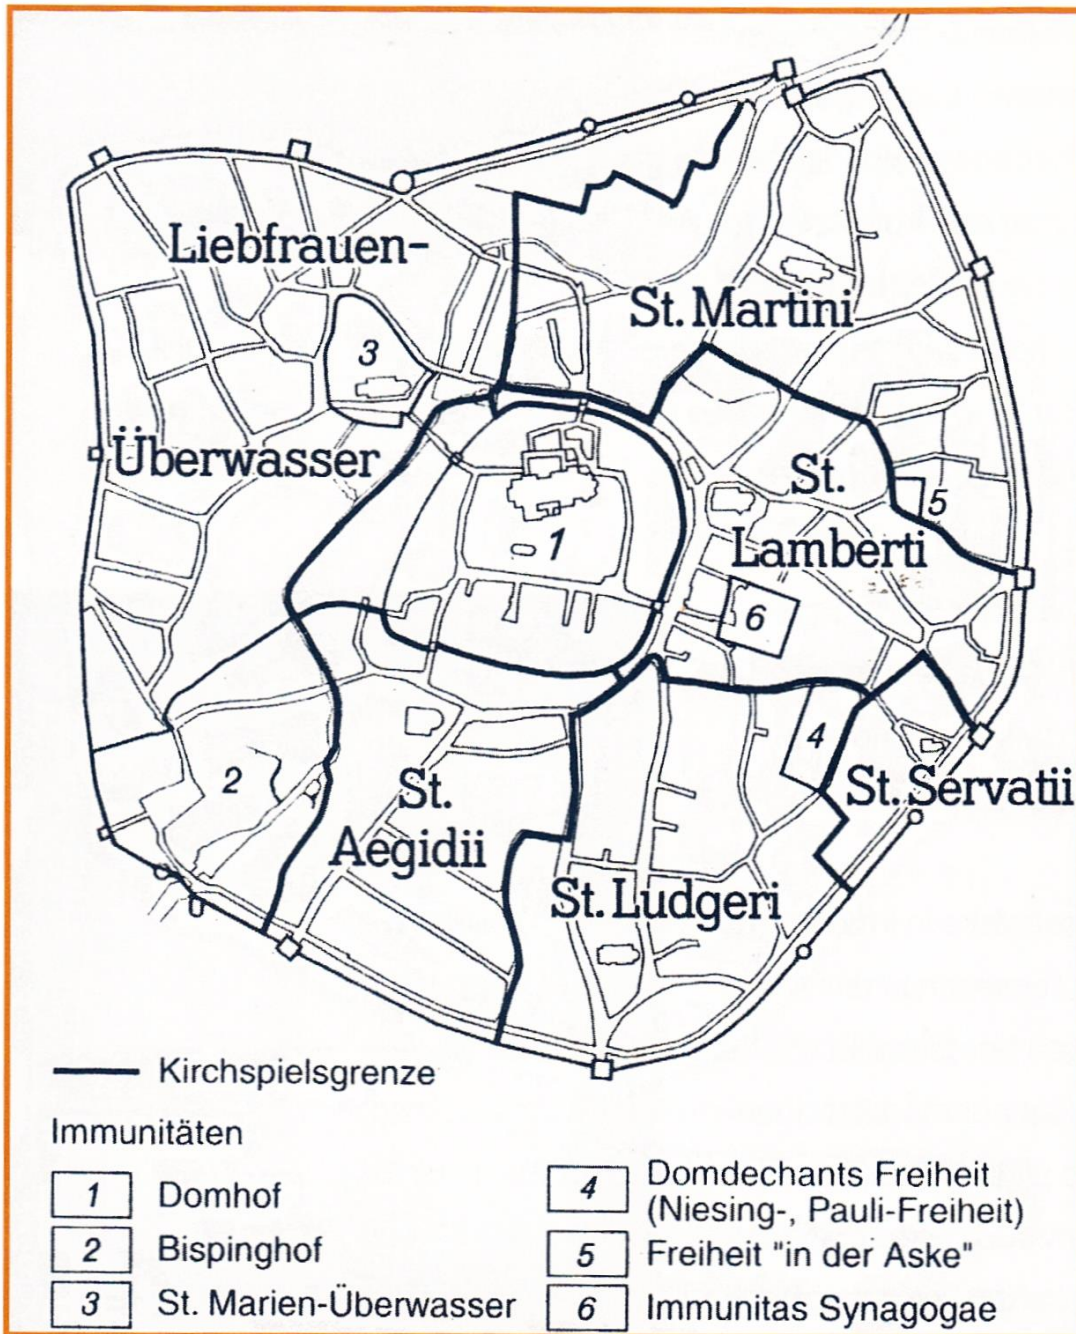 Liebfrauen-
St. Martini
3
Überwasser
St.
Lamberti
5
1
6
2
4
St. Servatii
St.
Aegidii
St. Ludgeri
Kirchspielsgrenze
Immunitäten
1 Domhof
2 Bispinghof
3 St. Marien-Überwasser
4 Domdechants Freiheit
(Niesing-, Pauli-Freiheit)
5 Freiheit "in der Aske"
6 Immunitas Synagogae